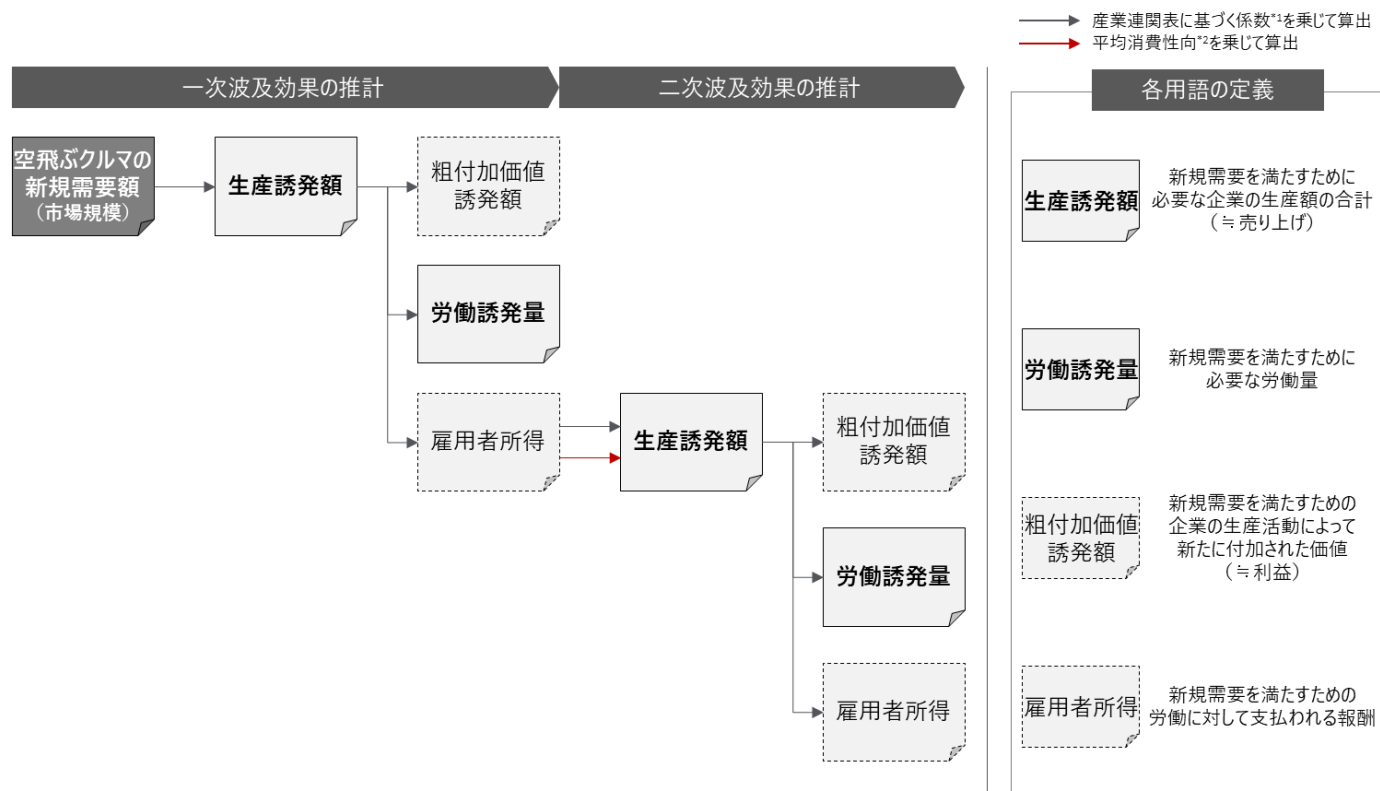 産業連関表に基づく係数*1を乗じて算出
平均消費性向*2を乗じて算出
一次波及効果の推計
二次波及効果の推計
各用語の定義
空飛ぶクルマの
新規需要額
(市場規模)
生産誘発額
粗付加価値
誘発額
労働誘発量
雇用者所得
生産誘発額
粗付加価値
誘発額
労働誘発量
雇用者所得
生産誘発額
新規需要を満たすために
必要な企業の生産額の合計
(≒売り上げ)
労働誘発量
新規需要を満たすために
必要な労働量
粗付加価値
誘発額
新規需要を満たすための
企業の生産活動によって
新たに付加された価値
(≒利益)
雇用者所得
新規需要を満たすための
労働に対して支払われる報酬